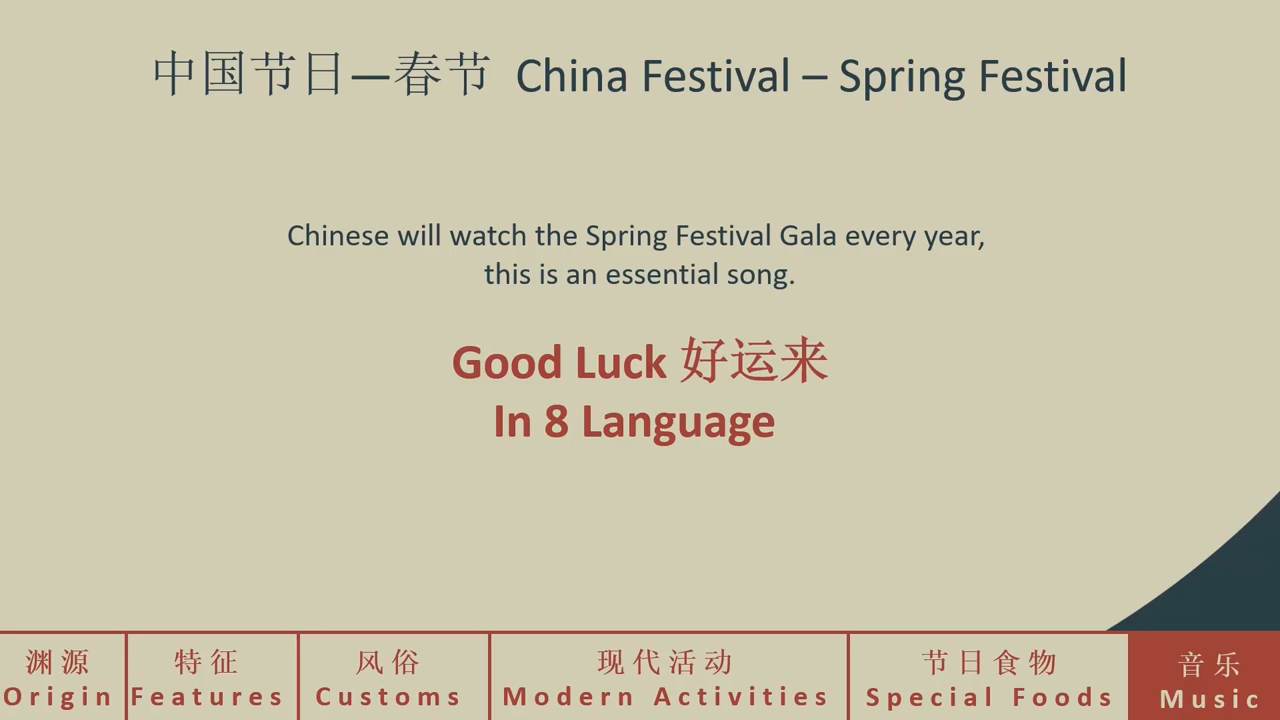 中国节日—春节 China Festival – Spring Festival
Chinese will watch the Spring Festival Gala every year,
this is an essential song.
Good Luck 好运来
In 8 Language
渊源 特征 风俗 现代活动 节日食物 音乐
Origin Features Customs Modern Activities Special Foods Music